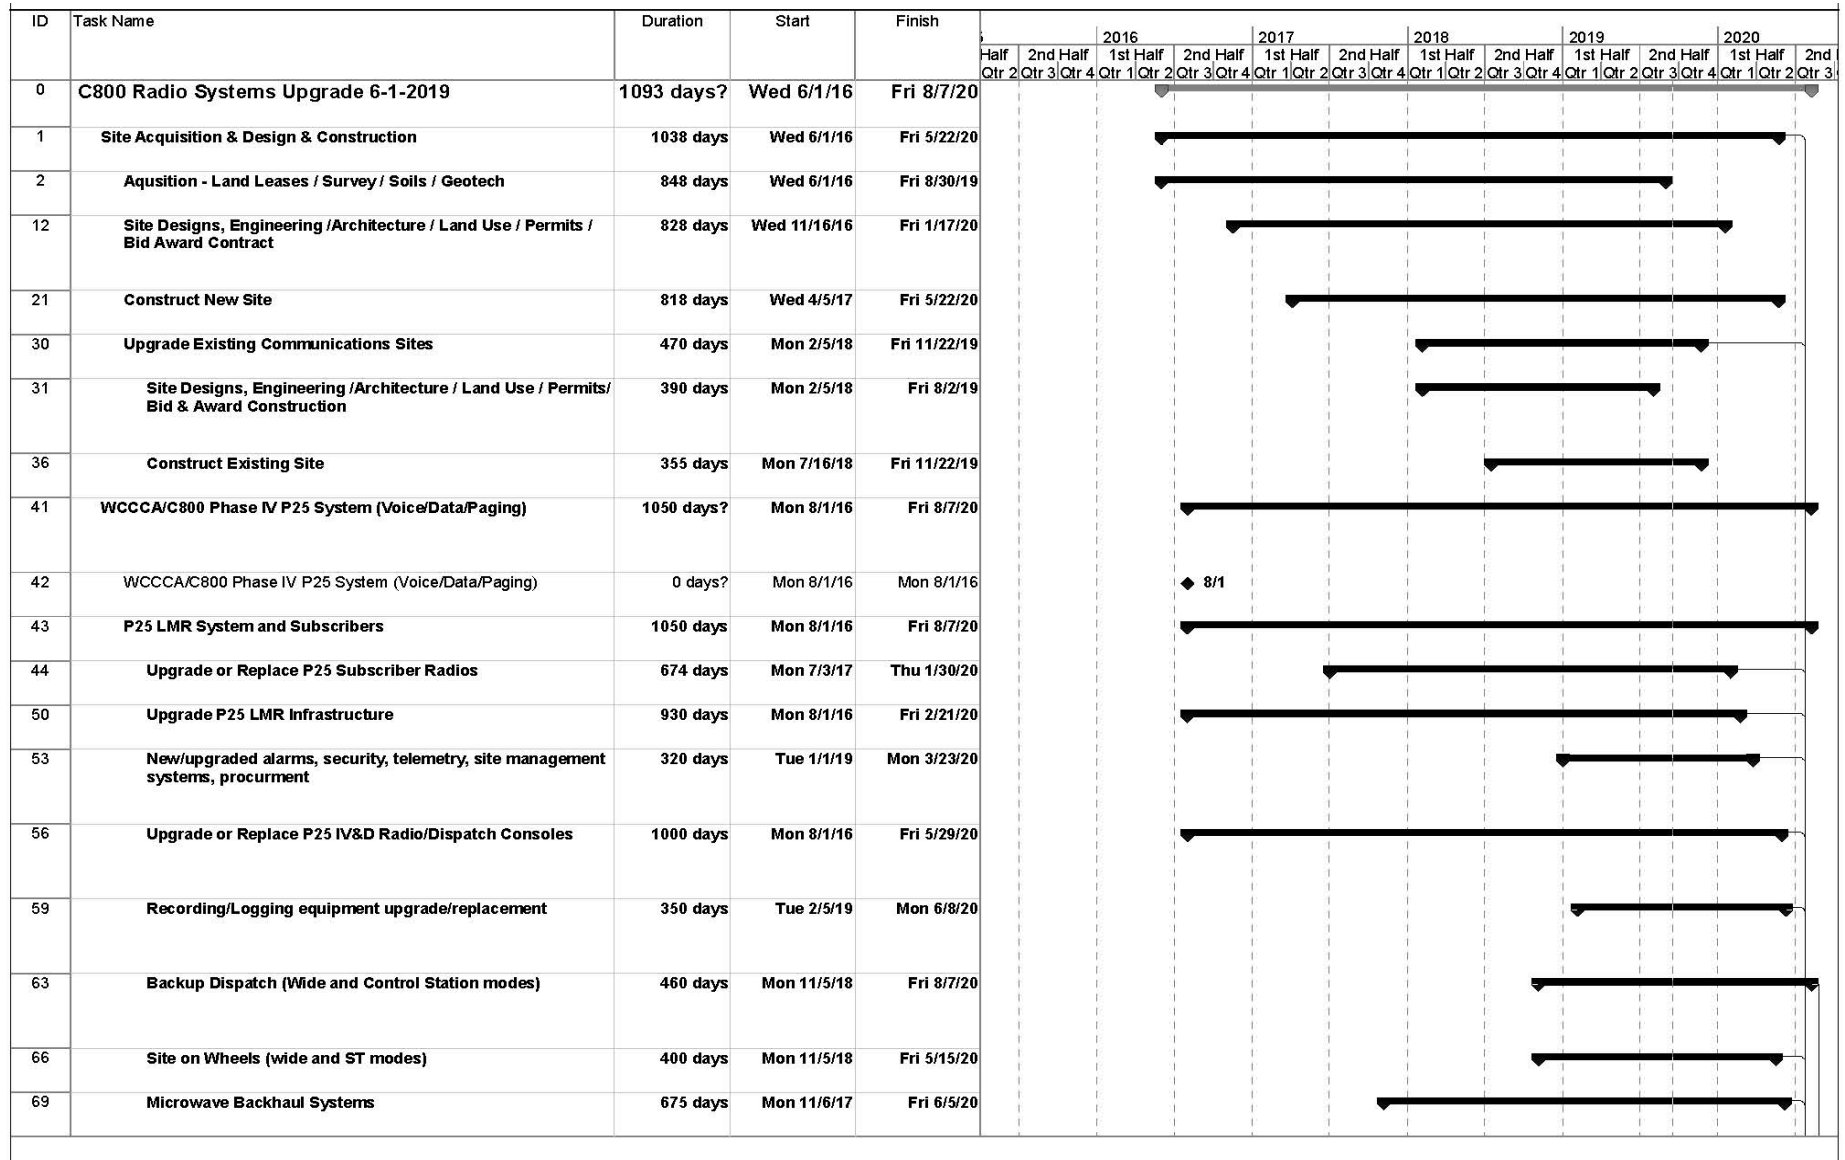 ID Task Name Duration Start Finish
2016 2017 2018 2019 2020
Half 2nd Half 1st Half 2nd Half 1st Half 2nd Half 1st Half 2nd Half 1st Half 2nd Half 1st Half 2nd
Qtr 2 Qtr 3 Qtr 4 Qtr 1 Qtr 2 Qtr 3 Qtr 4 Qtr 1 Qtr 2 Qtr 3 Qtr 4 Qtr 1 Qtr 2 Qtr 3 Qtr 4 Qtr 1 Qtr 2 Qtr 3 Qtr 4 Qtr 1 Qtr 2 Qtr 3
0 C800 Radio Systems Upgrade 6-1-2019 1093 days? Wed 6/1/16 Fri 8/7/20
1 Site Acquisition & Design & Construction 1038 days Wed 6/1/16 Fri 5/22/20
2 Aqusition - Land Leases / Survey / Soils / Geotech 848 days Wed 6/1/16 Fri 8/30/19
12 Site Designs, Engineering /Architecture / Land Use / Permits / 828 days Wed 11/16/16 Fri 1/17/20
Bid Award Contract
21 Construct New Site 818 days Wed 4/5/17 Fri 5/22/20
30 Upgrade Existing Communications Sites 470 days Mon 2/5/18 Fri 11/22/19
31 Site Designs, Engineering /Architecture / Land Use / Permits/ 390 days Mon 2/5/18 Fri 8/2/19
Bid & Award Construction
36 Construct Existing Site 355 days Mon 7/16/18 Fri 11/22/19
41 WCCCA/C800 Phase IV P25 System (Voice/Data/Paging) 1050 days? Mon 8/1/16 Fri 8/7/20
42 WCCCA/C800 Phase IV P25 System (Voice/Data/Paging) 0 days? Mon 8/1/16 Mon 8/1/16 8/1
43 P25 LMR System and Subscribers 1050 days Mon 8/1/16 Fri 8/7/20
44 Upgrade or Replace P25 Subscriber Radios 674 days Mon 7/3/17 Thu 1/30/20
50 Upgrade P25 LMR Infrastructure 930 days Mon 8/1/16 Fri 2/21/20
53 New/upgraded alarms, security, telemetry, site management 320 days Tue 1/1/19 Mon 3/23/20
systems, procurment
56 Upgrade or Replace P25 IV&D Radio/Dispatch Consoles 1000 days Mon 8/1/16 Fri 5/29/20
59 Recording/Logging equipment upgrade/replacement 350 days Tue 2/5/19 Mon 6/8/20
63 Backup Dispatch (Wide and Control Station modes) 460 days Mon 11/5/18 Fri 8/7/20
66 Site on Wheels (wide and ST modes) 400 days Mon 11/5/18 Fri 5/15/20
69 Microwave Backhaul Systems 675 days Mon 11/6/17 Fri 6/5/20